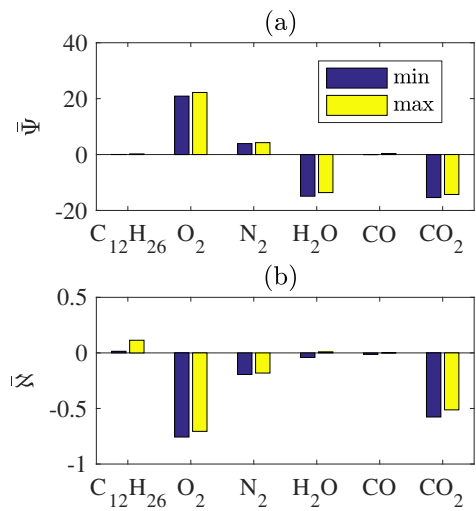 (a)
40
20
0
-20
Ψ̄
min
max
C₁₂H₂₆ O₂ N₂ H₂O CO CO₂
(b)
0.5
0
-0.5
-1
ℵ̄
C₁₂H₂₆ O₂ N₂ H₂O CO CO₂